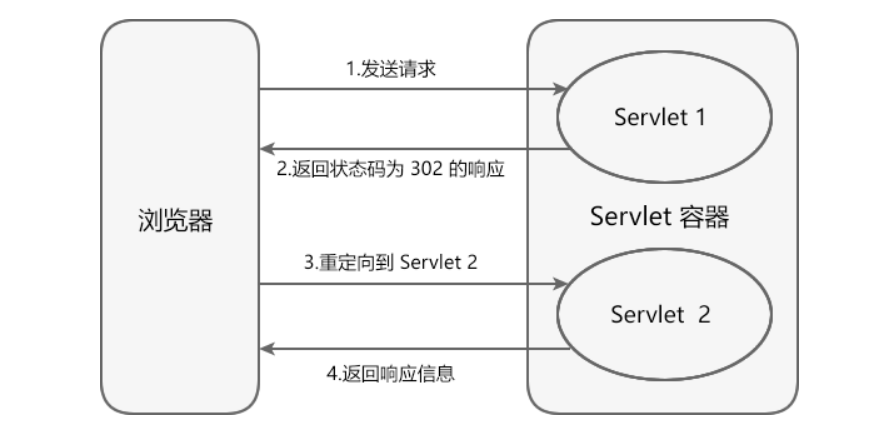 1.发送请求
Servlet 1
2.返回状态码为 302 的响应
浏览器
Servlet 容器
3.重定向到 Servlet 2
Servlet 2
4.返回响应信息